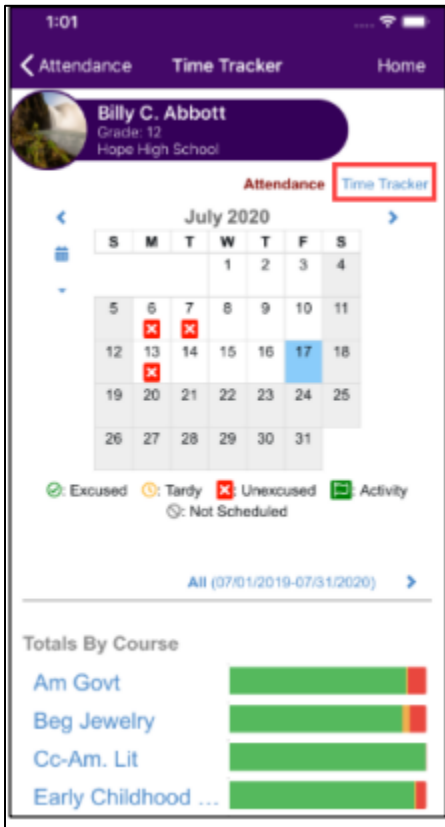 1:01
Attendance Time Tracker Home
Billy C. Abbott
Grade: 12
Hope High School
Attendance Time Tracker
July 2020
S M T W T F S
1 2 3 4
5 6 7 8 9 10 11
12 13 14 15 16 17 18
19 20 21 22 23 24 25
26 27 28 29 30 31
: Excused : Tardy : Unexcused : Activity
: Not Scheduled
All (07/01/2019-07/31/2020)
Totals By Course
Am Govt
Beg Jewelry
Cc-Am. Lit
Early Childhood ...